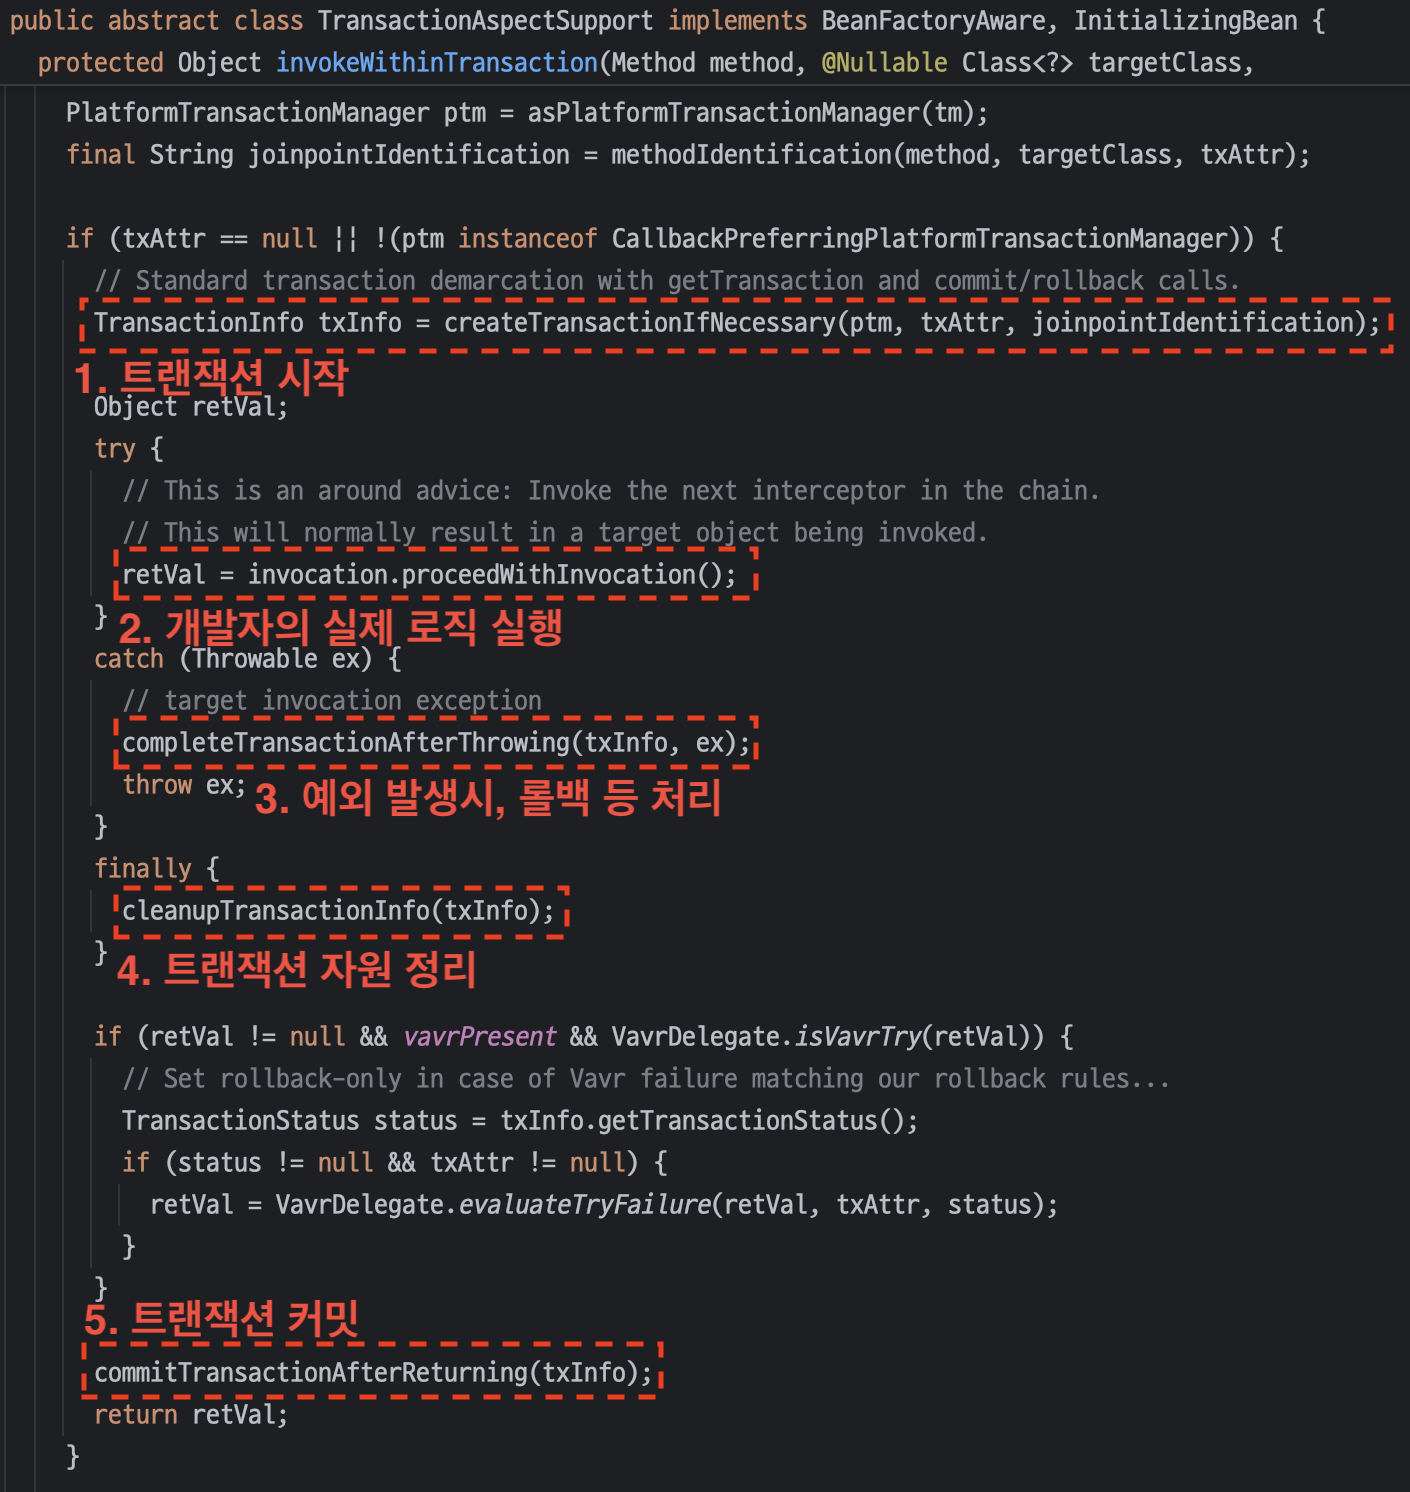 public abstract class TransactionAspectSupport implements BeanFactoryAware, InitializingBean {
protected Object invokeWithinTransaction(Method method, @Nullable Class<?> targetClass,
PlatformTransactionManager ptm = asPlatformTransactionManager(tm);
final String joinpointIdentification = methodIdentification(method, targetClass, txAttr);
if (txAttr == null || !(ptm instanceof CallbackPreferringPlatformTransactionManager)) {
// Standard transaction demarcation with getTransaction and commit/rollback calls.
TransactionInfo txInfo = createTransactionIfNecessary(ptm, txAttr, joinpointIdentification);
1. 트랜잭션 시작
Object retVal;
try {
// This is an around advice: Invoke the next interceptor in the chain.
// This will normally result in a target object being invoked.
retVal = invocation.proceedWithInvocation();
}
2. 개발자의 실제 로직 실행
catch (Throwable ex) {
// target invocation exception
completeTransactionAfterThrowing(txInfo, ex);
throw ex;
3. 예외 발생시, 롤백 등 처리
}
finally {
cleanupTransactionInfo(txInfo);
}
4. 트랜잭션 자원 정리
if (retVal != null && vavrPresent && VavrDelegate.isVavrTry(retVal)) {
// Set rollback-only in case of Vavr failure matching our rollback rules...
TransactionStatus status = txInfo.getTransactionStatus();
if (status != null && txAttr != null) {
retVal = VavrDelegate.evaluateTryFailure(retVal, txAttr, status);
}
}
5. 트랜잭션 커밋
commitTransactionAfterReturning(txInfo);
return retVal;
}